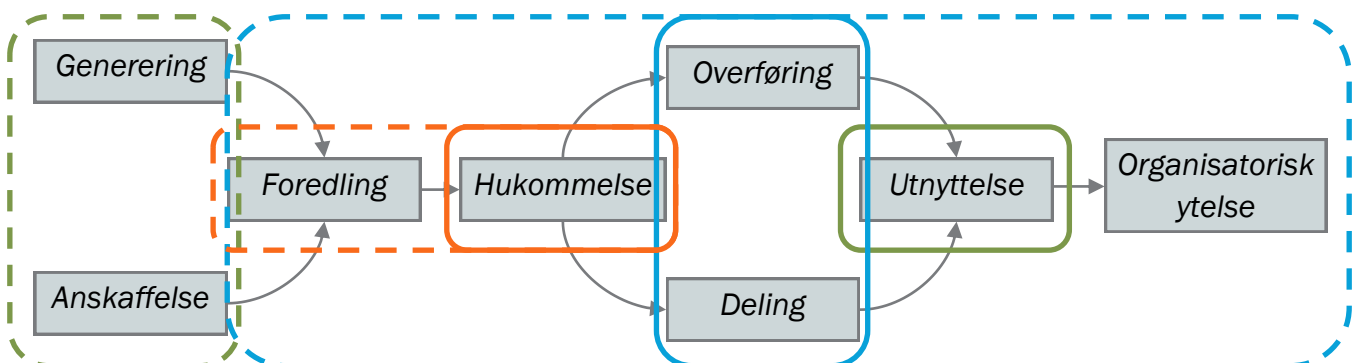 Generering
Overføring
Foredling
Hukommelse
Utnyttelse
Organisatorisk
ytelse
Anskaffelse
Deling